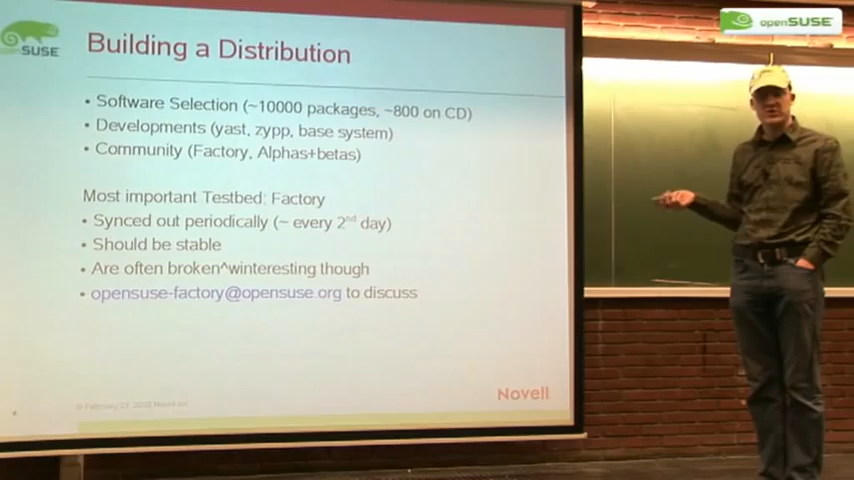 openSUSE
openSUSE
Building a Distribution
• Software Selection (~10000 packages, ~800 on CD)
• Developments (yast, zypp, base system)
• Community (Factory, Alphas+betas)
Most important Testbed: Factory
• Synced out periodically (~ every 2nd day)
• Should be stable
• Are often broken^winteresting though
• opensuse-factory@opensuse.org to discuss
Novell